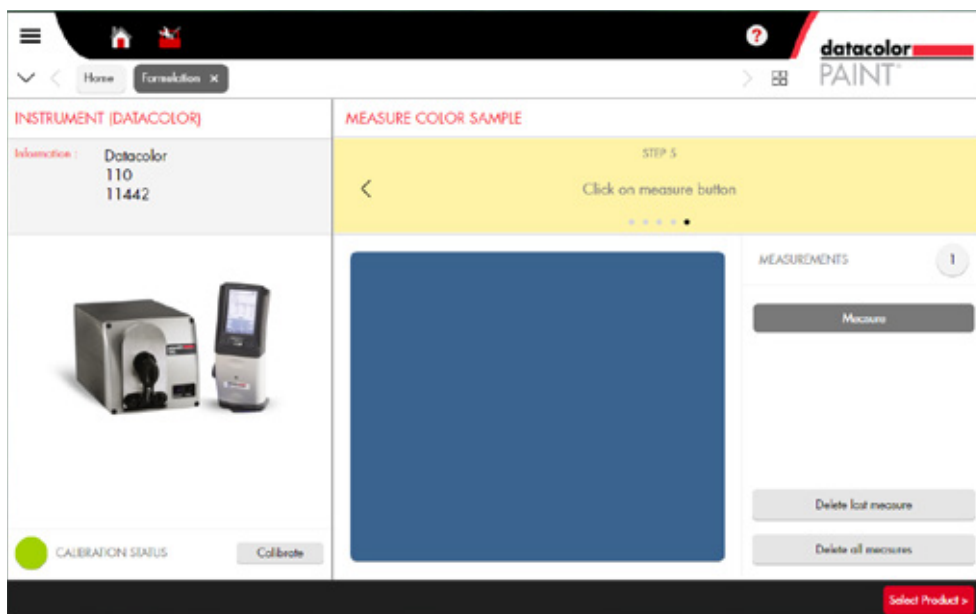 ?
datacolor
PAINT
Home
Formulation ×
INSTRUMENT (DATACOLOR)
Information :
Datacolor
110
11442
CALIBRATION STATUS
Calibrate
MEASURE COLOR SAMPLE
STEP 5
Click on measure button
MEASUREMENTS
1
Measure
Delete last measure
Delete all measures
Select Product >